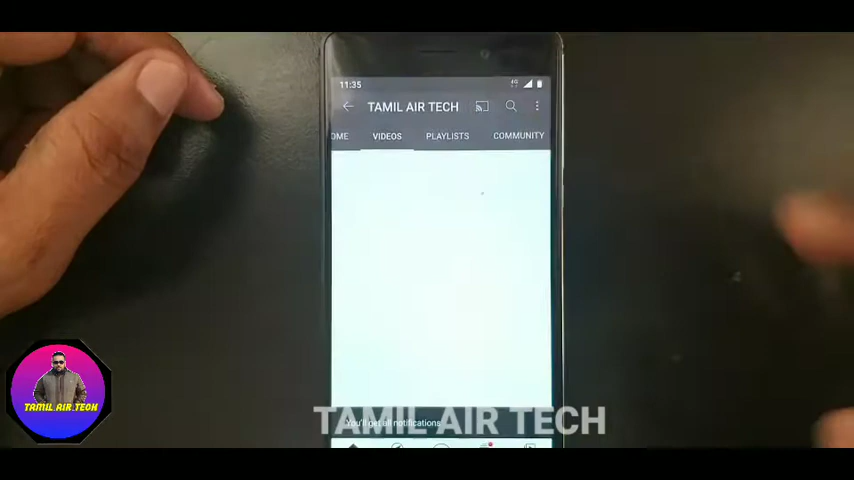 11:35
4G
TAMIL AIR TECH
OME
VIDEOS
PLAYLISTS
COMMUNITY
You'll get all notifications
TAMIL AIR TECH
TAMIL AIR TECH